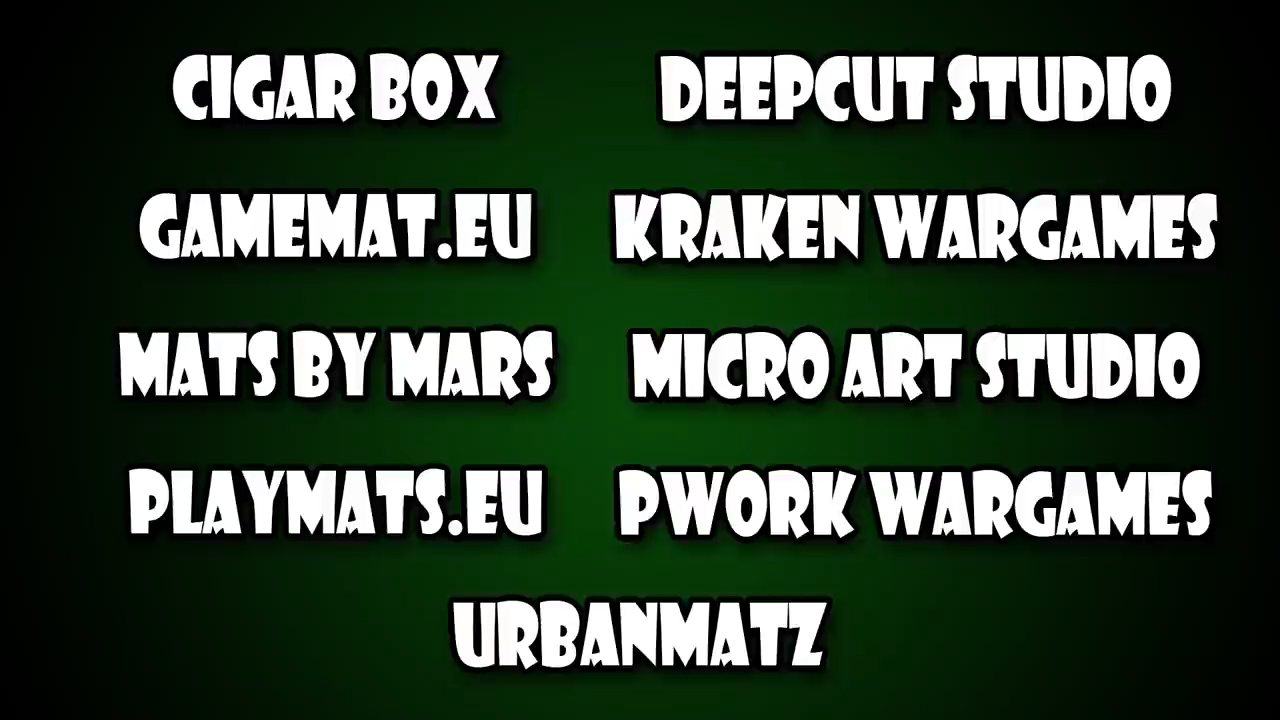 CIGAR BOX
DEEPCUT STUDIO
GAMEMAT.EU
KRAKEN WARGAMES
MATS BY MARS
MICRO ART STUDIO
PLAYMATS.EU
PWORK WARGAMES
URBANMATZ